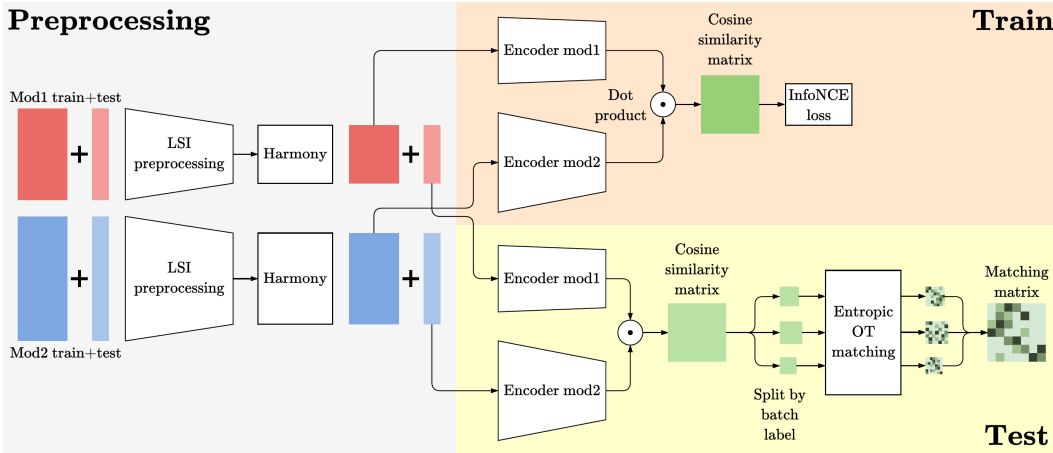 Preprocessing
Mod1 train+test
LSI
preprocessing
Harmony
LSI
preprocessing
Harmony
Mod2 train+test
Train
Encoder mod1
Encoder mod2
Dot
product
Cosine
similarity
matrix
InfoNCE
loss
Encoder mod1
Encoder mod2
Cosine
similarity
matrix
Split by
batch
label
Entropic
OT
matching
Matching
matrix
Test